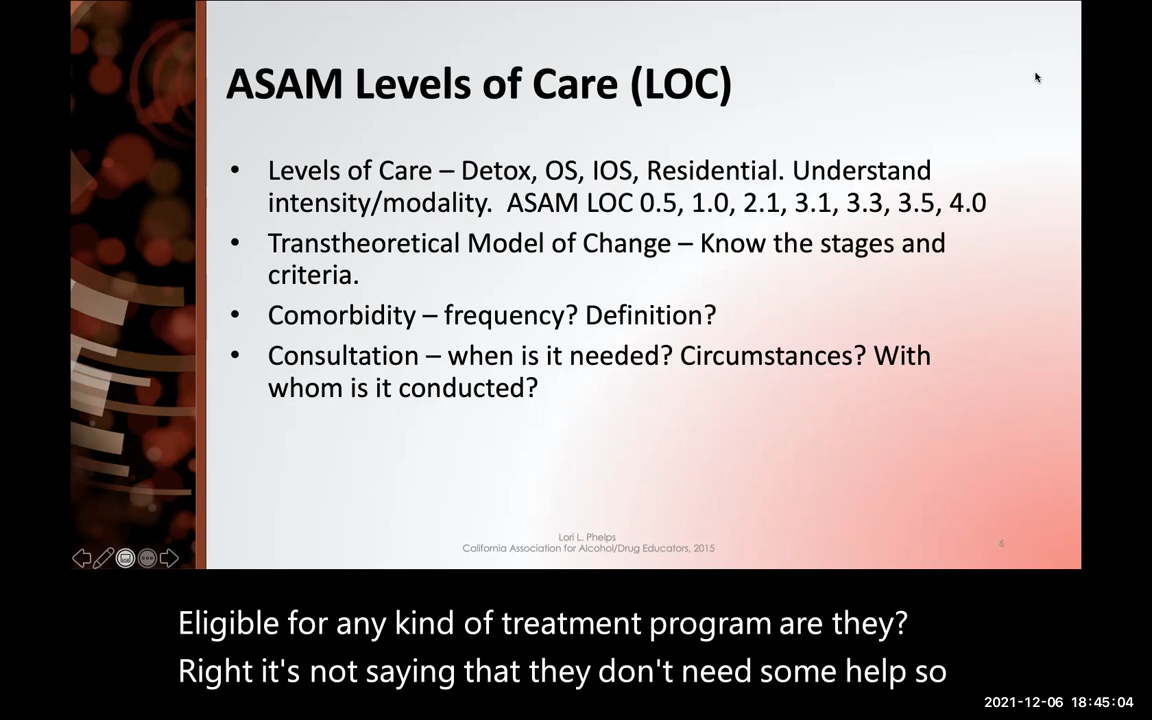 ASAM Levels of Care (LOC)
• Levels of Care – Detox, OS, IOS, Residential. Understand
intensity/modality.  ASAM LOC 0.5, 1.0, 2.1, 3.1, 3.3, 3.5, 4.0
• Transtheoretical Model of Change – Know the stages and
criteria.
• Comorbidity – frequency? Definition?
• Consultation – when is it needed? Circumstances? With
whom is it conducted?
Lori L. Phelps
California Association for Alcohol/Drug Educators, 2015
6
Eligible for any kind of treatment program are they?
Right it's not saying that they don't need some help so
2021-12-06 18:45:04